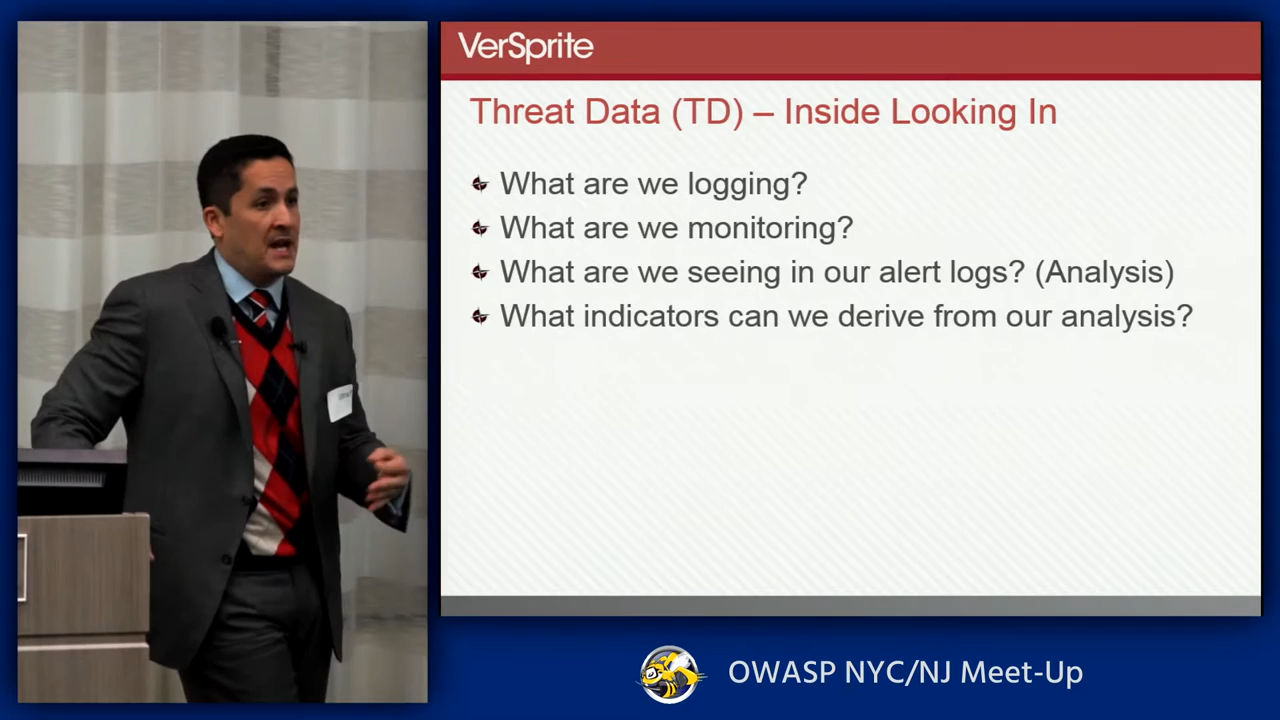 VerSprite
Threat Data (TD) – Inside Looking In
What are we logging?
What are we monitoring?
What are we seeing in our alert logs? (Analysis)
What indicators can we derive from our analysis?
OWASP NYC/NJ Meet-Up